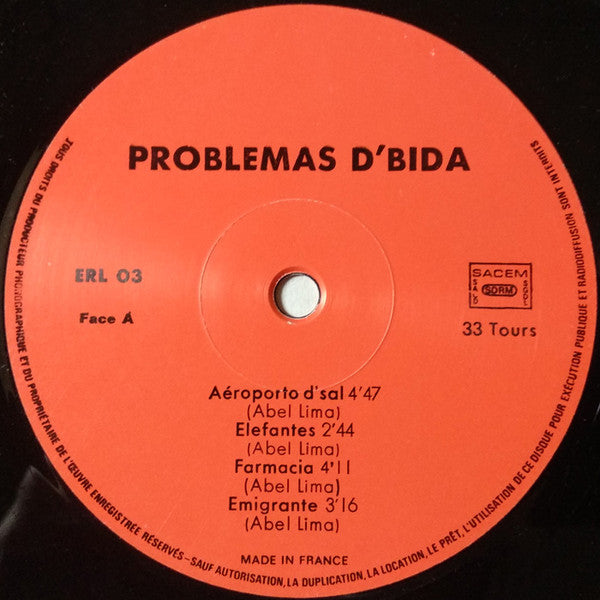 PROBLEMAS D'BIDA
ERL 03
Face A
SACEM
SACD
SDRM
SGDL
33 Tours
Aéroporto d'sal 4'47
(Abel Lima)
Elefantes 2'44
(Abel Lima)
Farmacia 4'11
(Abel Lima)
Emigrante 3'16
(Abel Lima)
MADE IN FRANCE
TOUS DROITS DU PRODUCTEUR PHONOGRAPHIQUE ET DU PROPRIÉTAIRE DE L'ŒUVRE ENREGISTRÉE RÉSERVÉS-SAUF AUTORISATION, LA DUPLICATION, LA LOCATION, LE PRÊT, L'UTILISATION DE CE DISQUE POUR EXÉCUTION PUBLIQUE ET RADIODIFFUSION SONT INTERDITS